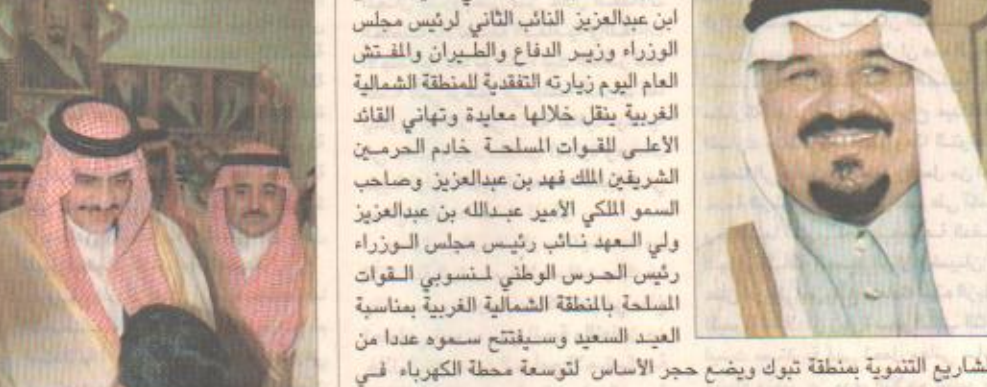 ابن عبدالعزيز النائب الثاني لرئيس مجلس
الوزراء وزير الدفاع والطيران والمفتش
العام اليوم زيارته التفقدية للمنطقة الشمالية
الغربية ينقل خلالها معايدة وتهاني القائد
الأعلى للقوات المسلحة خادم الحرمين
الشريفين الملك فهد بن عبدالعزيز وصاحب
السمو الملكي الأمير عبدالله بن عبدالعزيز
ولي العهد نائب رئيس مجلس الوزراء
رئيس الحرس الوطني لمنسوبي القوات
المسلحة بالمنطقة الشمالية الغربية بمناسبة
العيد السعيد وسيفتتح سموه عددا من
لمشاريع التنموية بمنطقة تبوك ويضع حجر الأساس لتوسعة محطة الكهرباء في